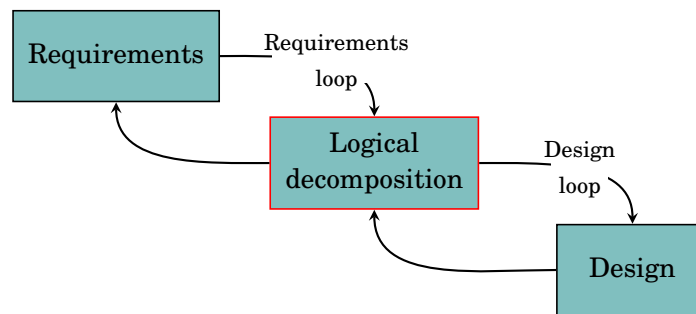 Requirements
Requirements
loop
Logical
decomposition
Design
loop
Design